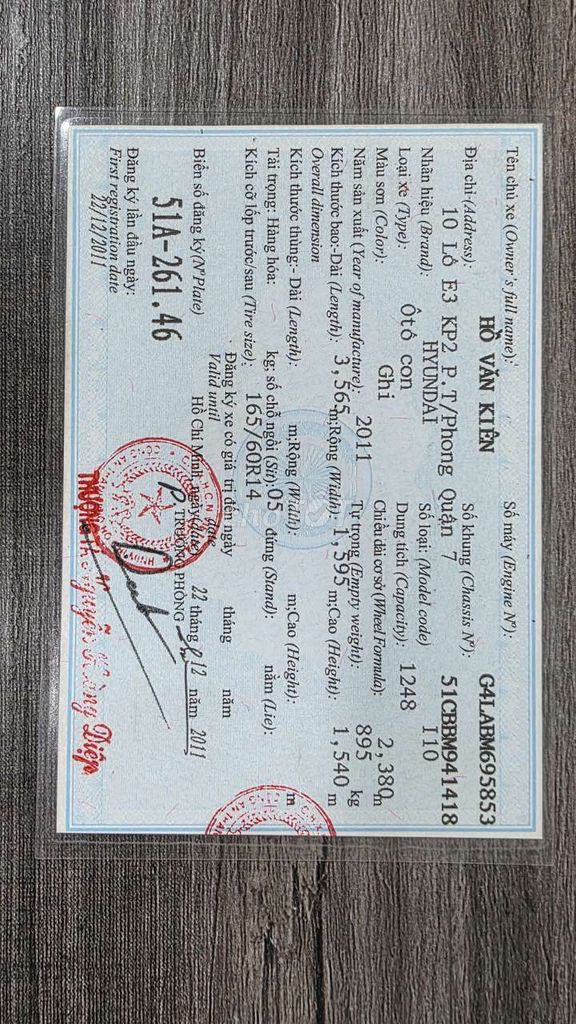 Tên chủ xe (Owner's full name): Số máy (Engine Nº):
HỒ VĂN KIÊN G4LABM695853
Địa chỉ (Address): Số khung (Chassis Nº):
10 LÔ E3 KP2 P.T/Phong Quận 7 51CBBM941418
Nhãn hiệu (Brand): HYUNDAI Số loại: (Model code) I10
Loại xe (Type): Ôtô con Dung tích (Capacity): 1248
Màu sơn (Color): Ghi Chiều dài cơ sở (Wheel Formula): 2,380m
Năm sản xuất (Year of manufacture): 2011 Tự trọng (Empty weight): 895 kg
Kích thước bao:-Dài (Length): 3,565 m;Rộng (Width): 1,595 m;Cao (Height): 1,540 m
Overall dimension
Kích thước thùng:- Dài (Length): m;Rộng (Width): m;Cao (Height): m
Tải trọng: Hàng hóa: kg; số chỗ ngồi (Sit): 05 đứng (Stand): nằm (Lie):
Kích cỡ lốp trước/sau (Tire size): 165/60R14
Đăng ký xe có giá trị đến ngày tháng năm
Valid until date
Biển số đăng ký(NºPlate) Hồ Chí Minh, ngày (date) 22 tháng 12 năm 2011
51A-261.46 TRƯỞNG PHÒNG
Đăng ký lần đầu ngày:
First registration date
22/12/2011